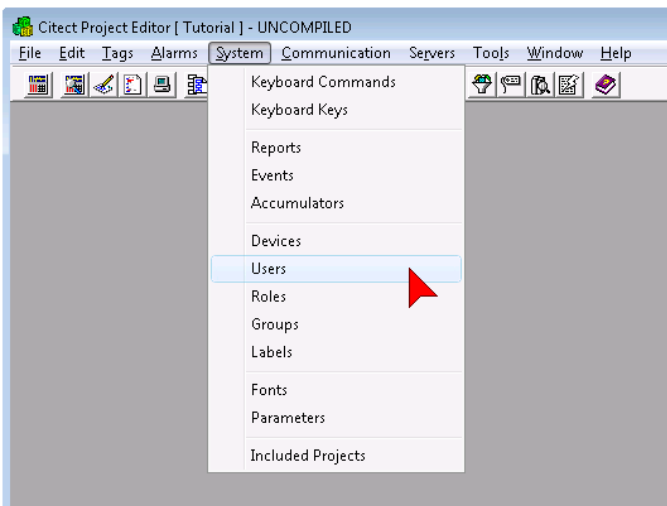 Citect Project Editor [ Tutorial ] - UNCOMPILED
File Edit Tags Alarms System Communication Servers Tools Window Help
Keyboard Commands
Keyboard Keys
Reports
Events
Accumulators
Devices
Users
Roles
Groups
Labels
Fonts
Parameters
Included Projects